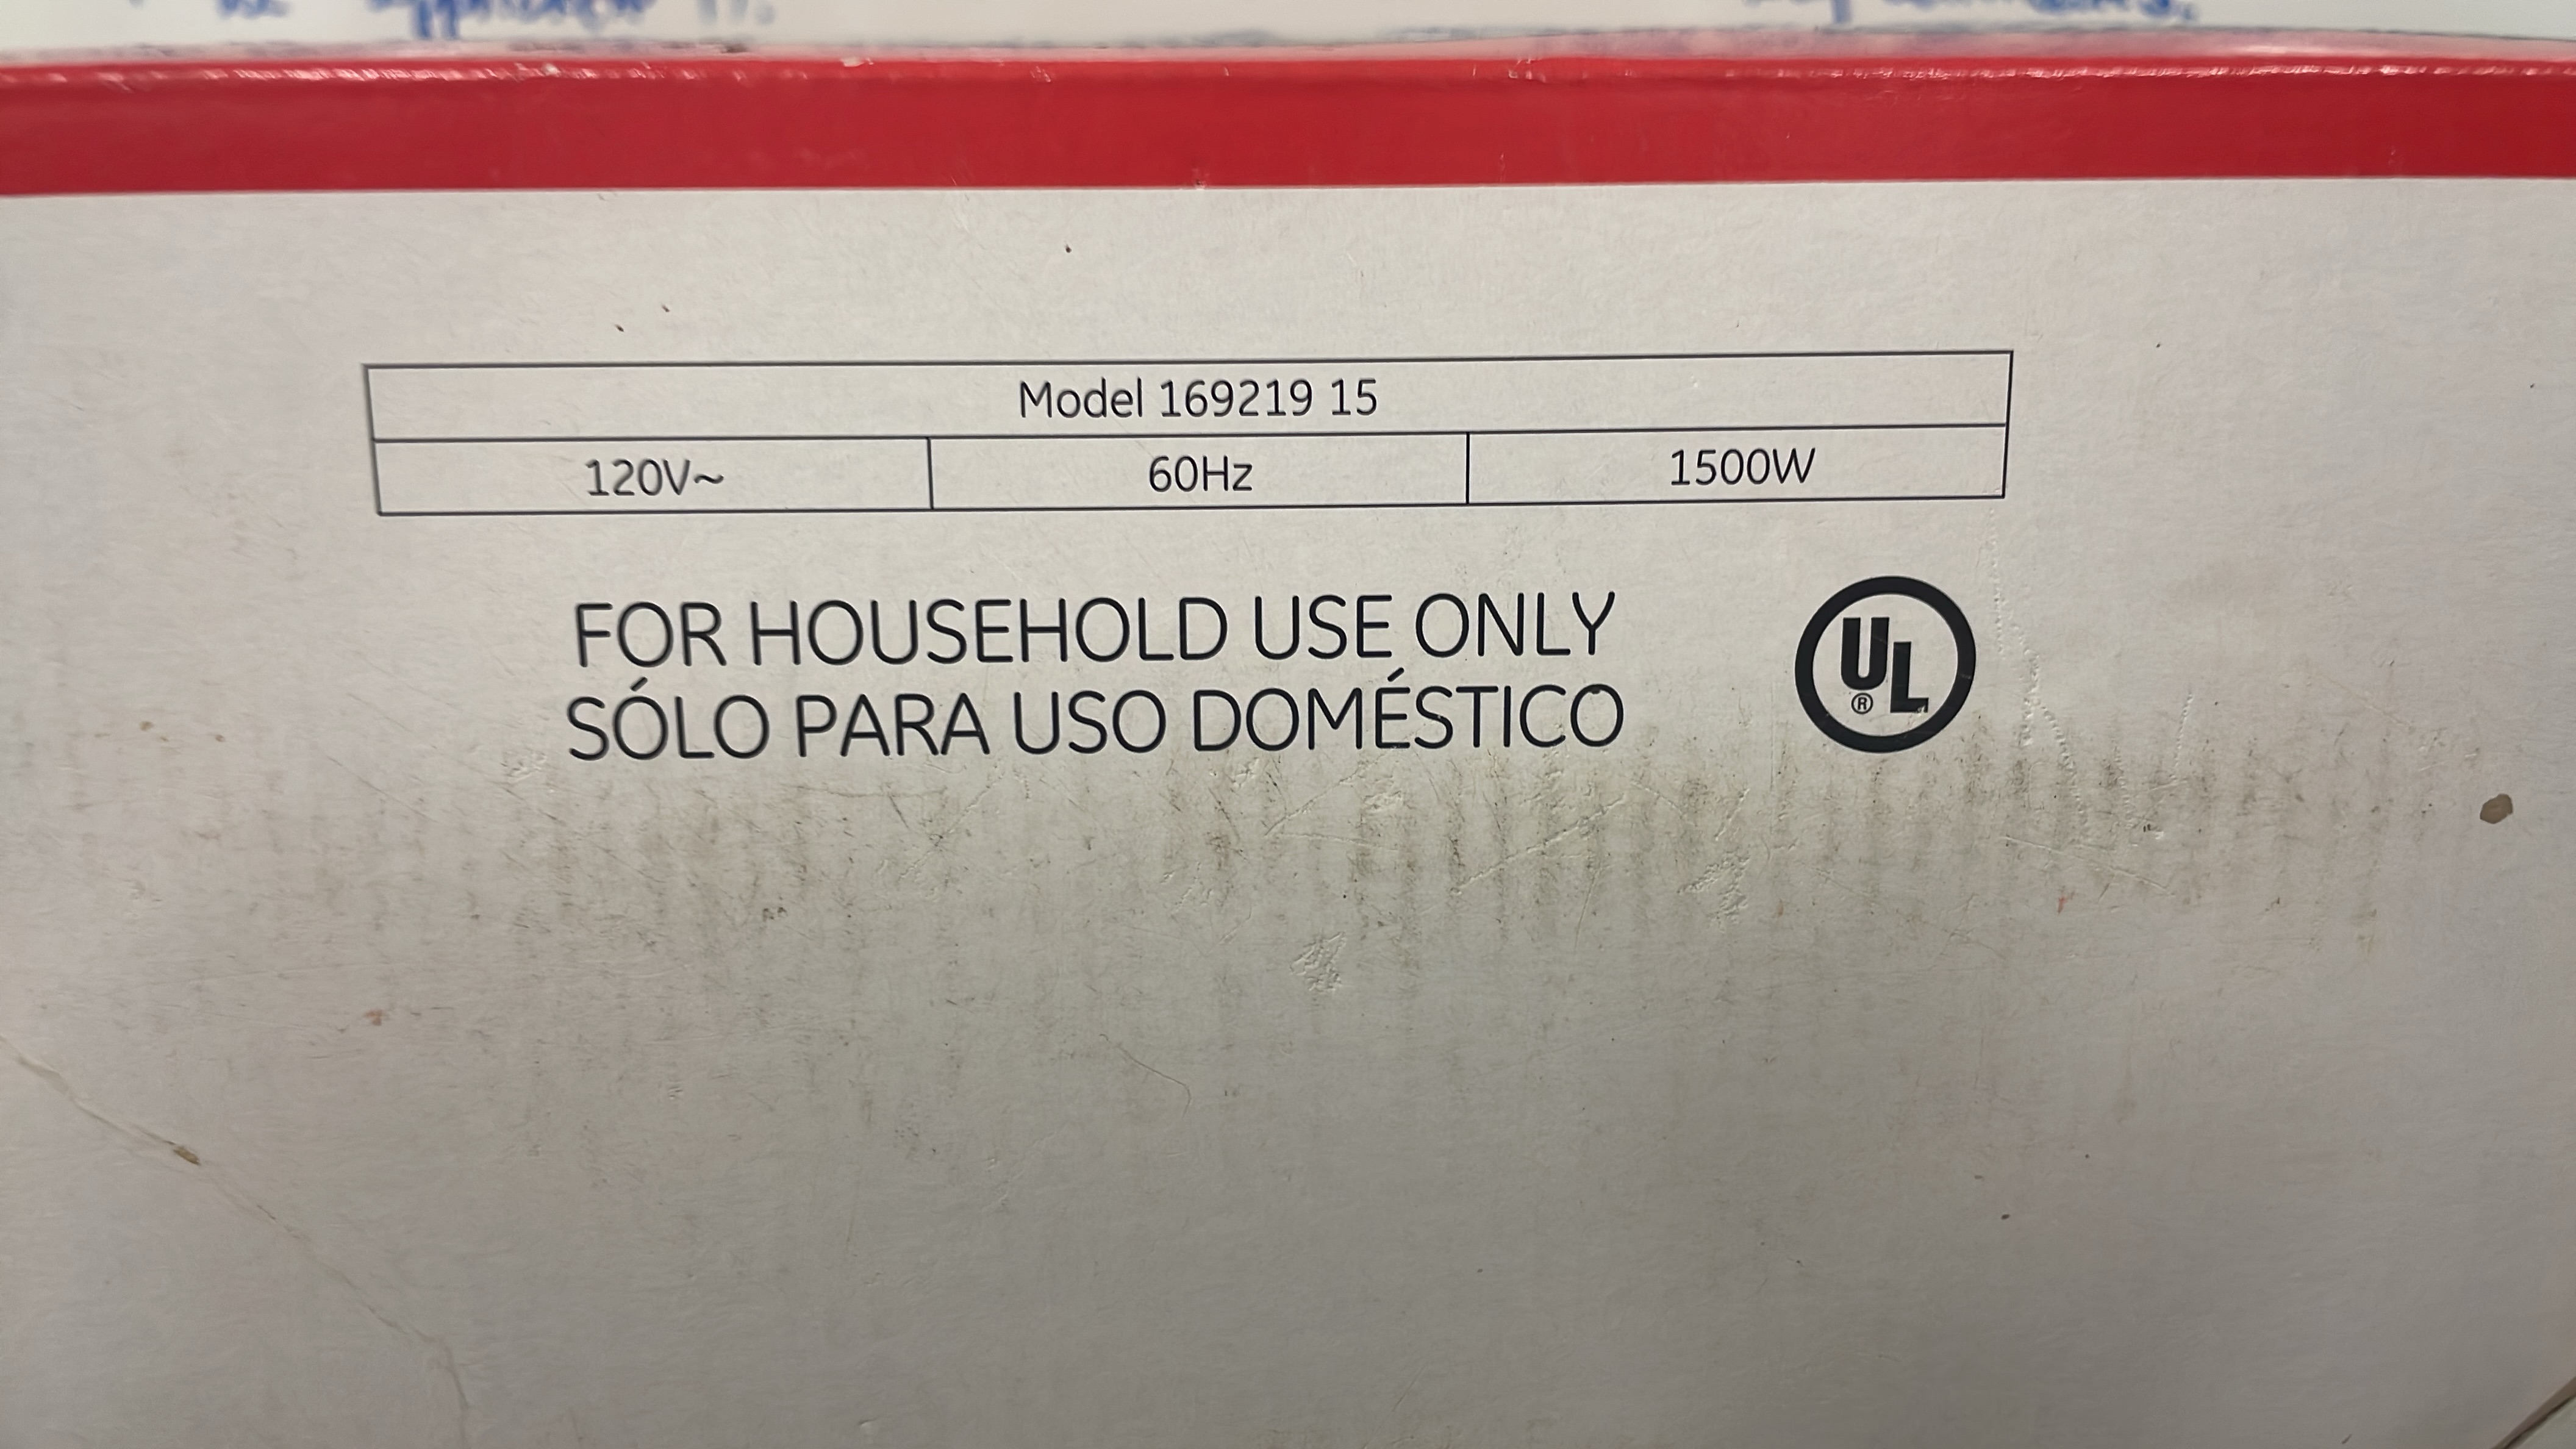 Model 169219 15
120V~ 60Hz 1500W
FOR HOUSEHOLD USE ONLY
SÓLO PARA USO DOMÉSTICO
UL
®